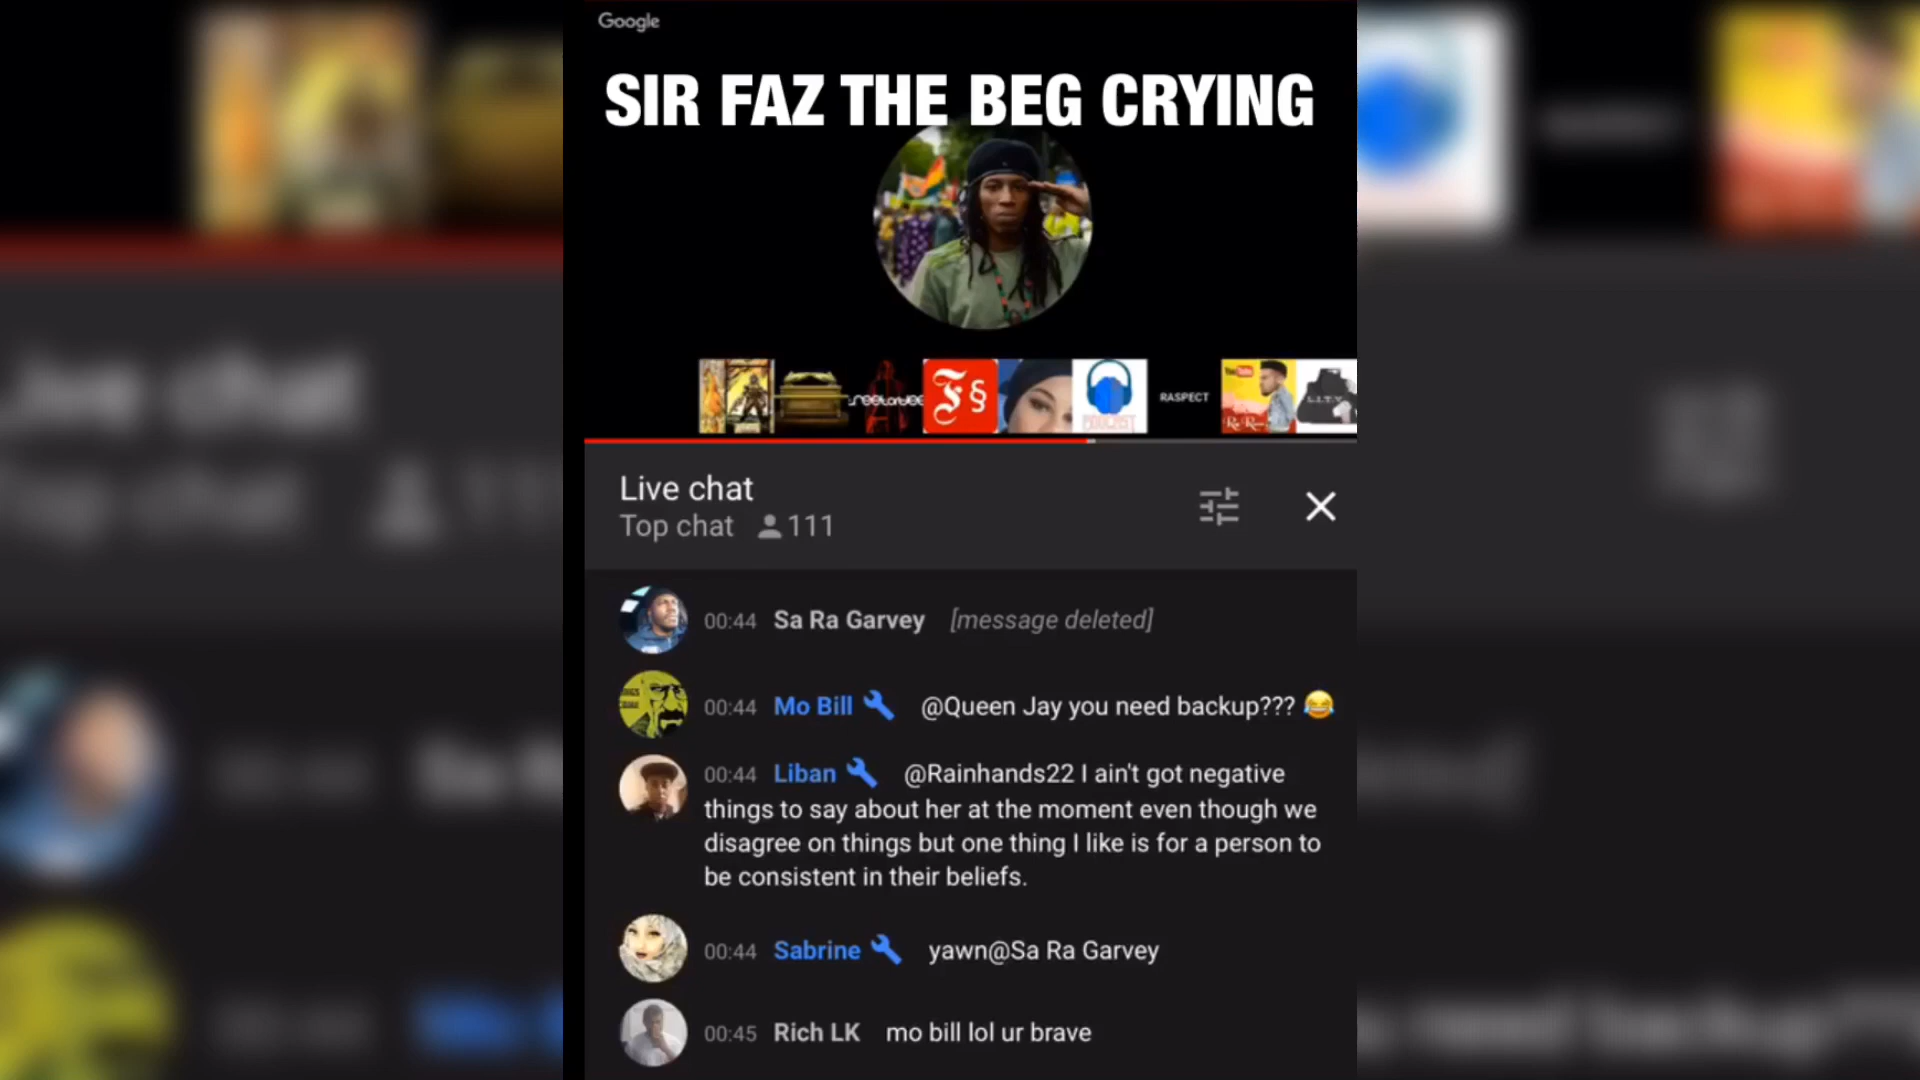 Google
SIR FAZ THE BEG CRYING
F§
PODCAST
RASPECT
YouTube
L.I.T.Y
Live chat
Top chat 111
00:44 Sa Ra Garvey [message deleted]
00:44 Mo Bill @Queen Jay you need backup??? 😂
00:44 Liban @Rainhands22 I ain't got negative
things to say about her at the moment even though we
disagree on things but one thing I like is for a person to
be consistent in their beliefs.
00:44 Sabrine yawn@Sa Ra Garvey
00:45 Rich LK mo bill lol ur brave